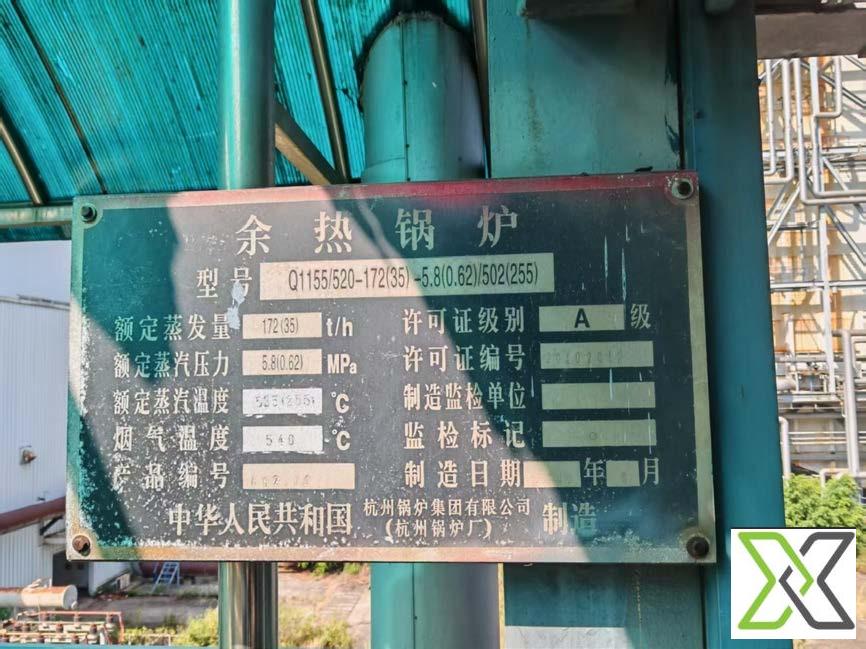 余热锅炉
型号 Q1155/520-172(35)-5.8(0.62)/502(255)
额定蒸发量 172(35) t/h 许可证级别 A 级
额定蒸汽压力 5.8(0.62) MPa 许可证编号
额定蒸汽温度 °C 制造监检单位
烟气温度 540 °C 监检标记
产品编号 制造日期 年 月
中华人民共和国 杭州锅炉集团有限公司 (杭州锅炉厂) 制造